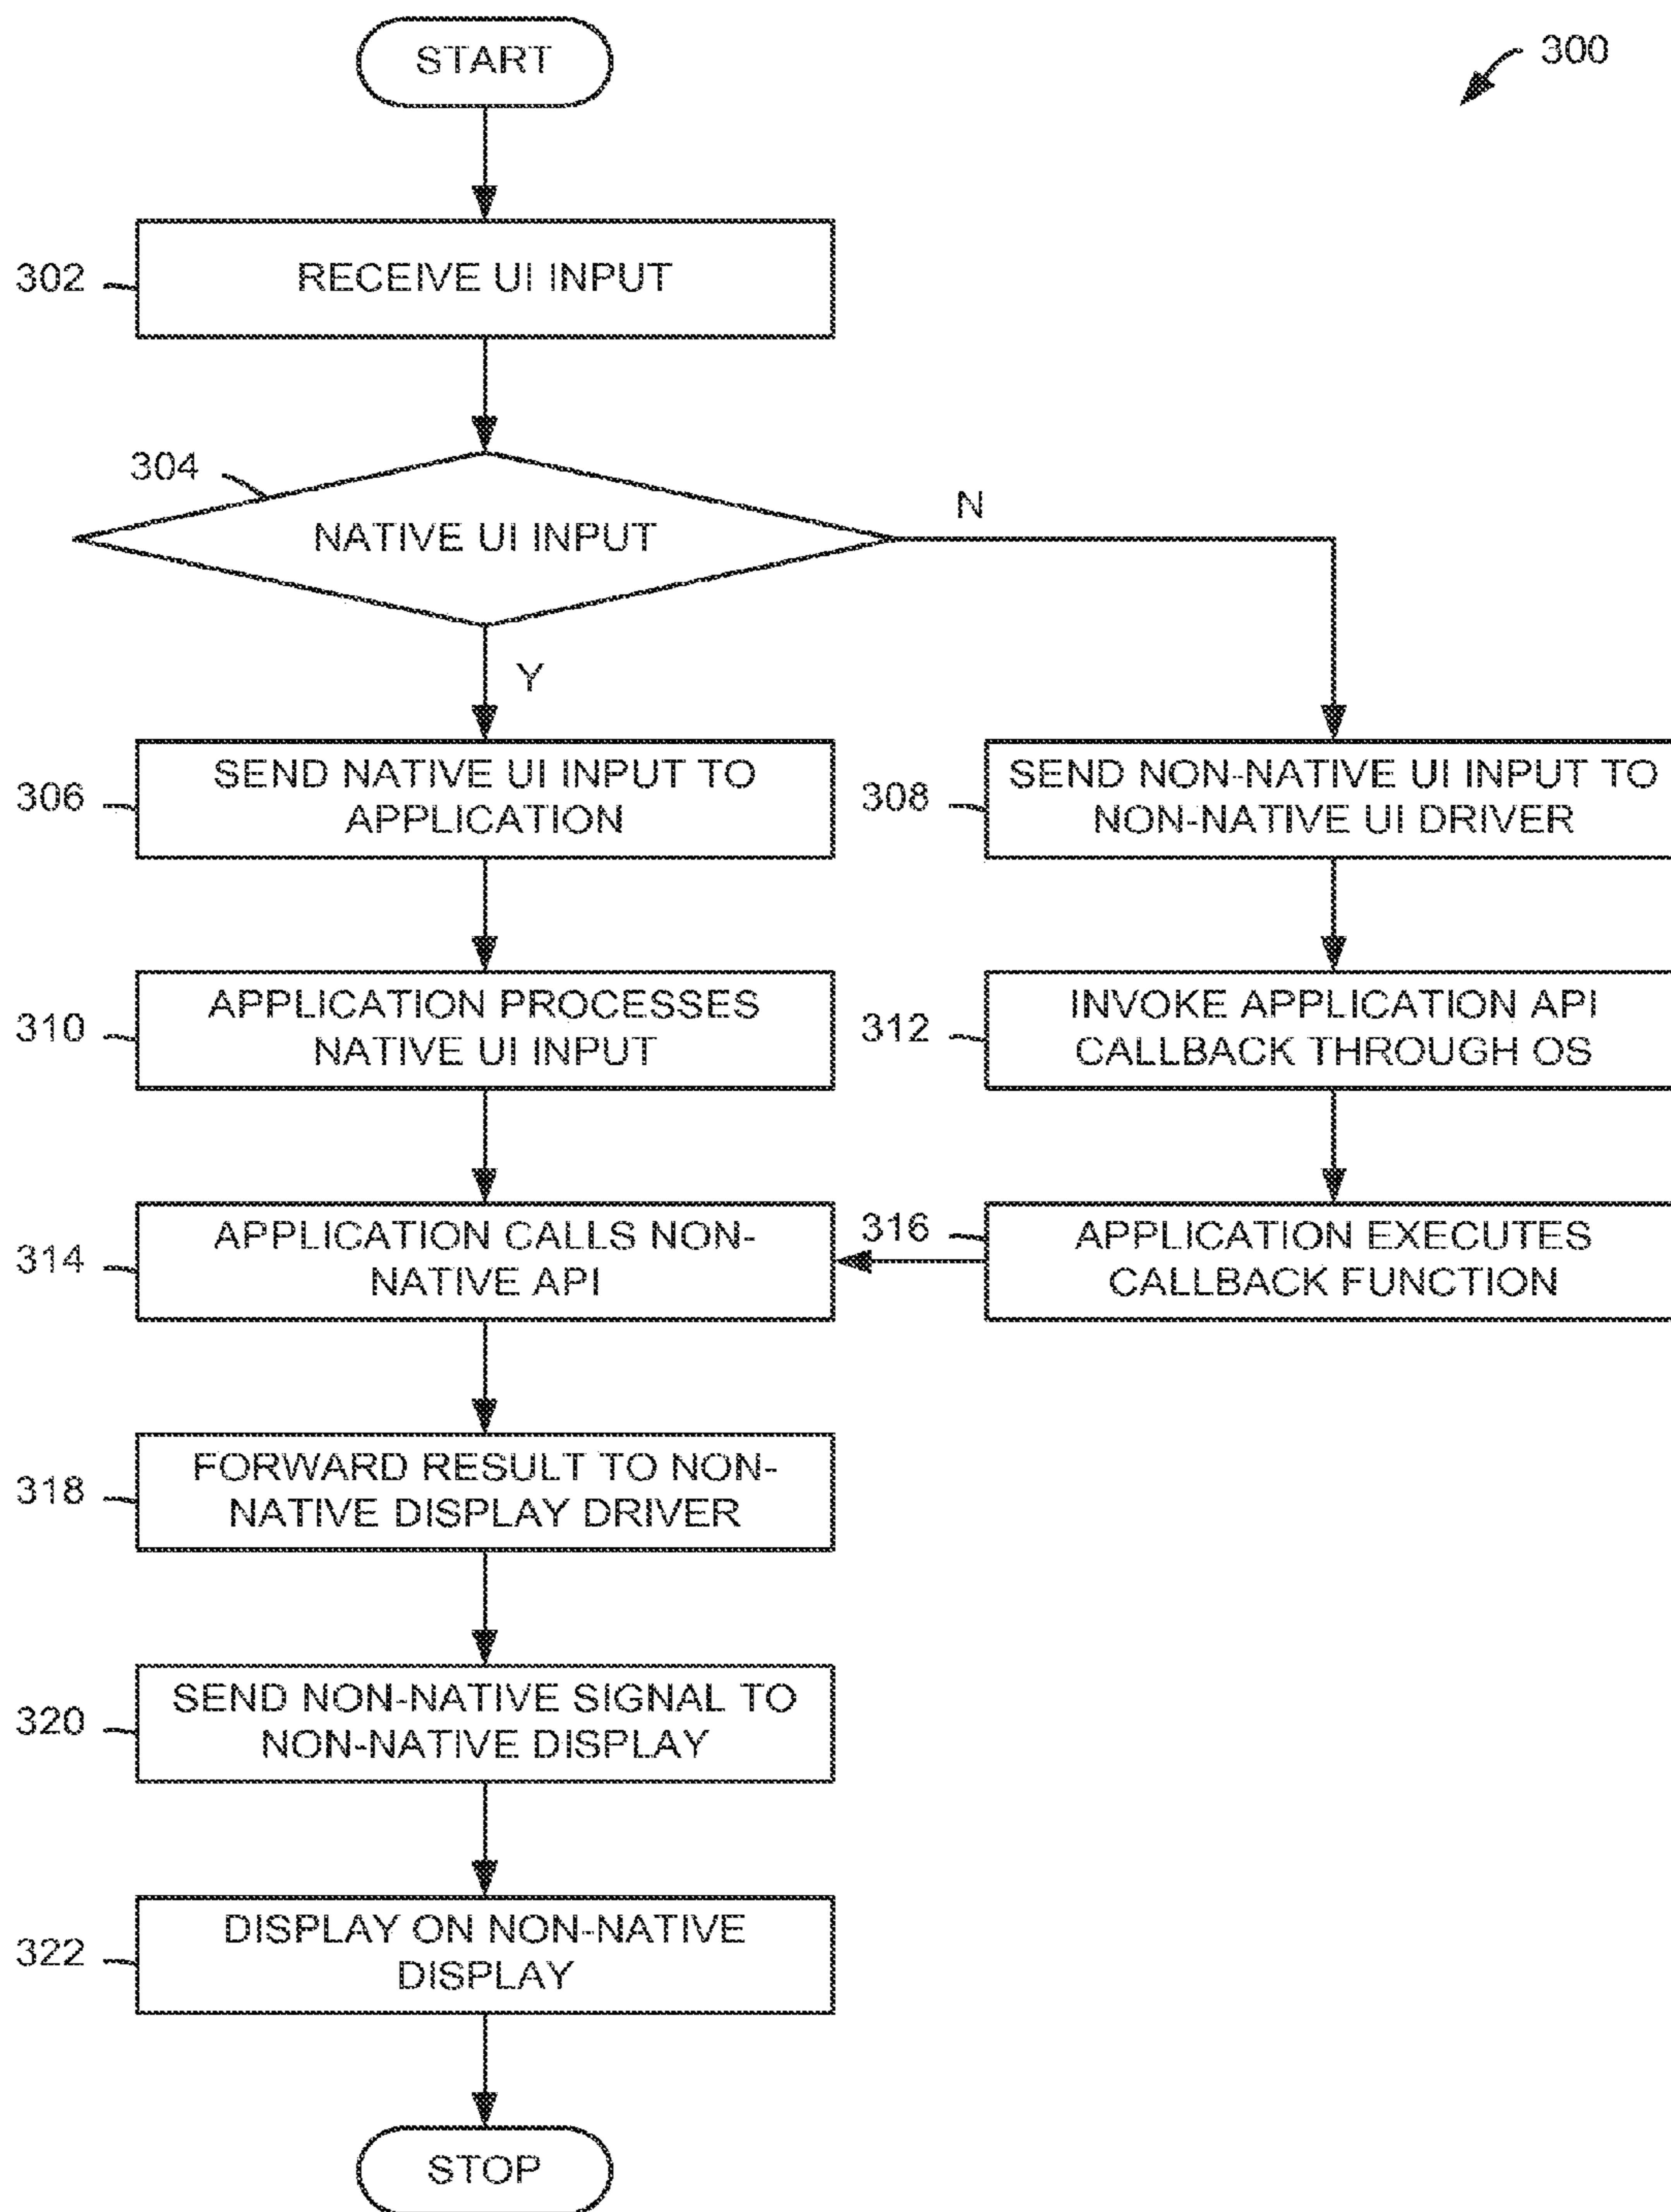 START
300
302
RECEIVE UI INPUT
304
NATIVE UI INPUT
N
Y
306
SEND NATIVE UI INPUT TO
APPLICATION
308
SEND NON-NATIVE UI INPUT TO
NON-NATIVE UI DRIVER
310
APPLICATION PROCESSES
NATIVE UI INPUT
312
INVOKE APPLICATION API
CALLBACK THROUGH OS
314
APPLICATION CALLS NON-
NATIVE API
316
APPLICATION EXECUTES
CALLBACK FUNCTION
318
FORWARD RESULT TO NON-
NATIVE DISPLAY DRIVER
320
SEND NON-NATIVE SIGNAL TO
NON-NATIVE DISPLAY
322
DISPLAY ON NON-NATIVE
DISPLAY
STOP